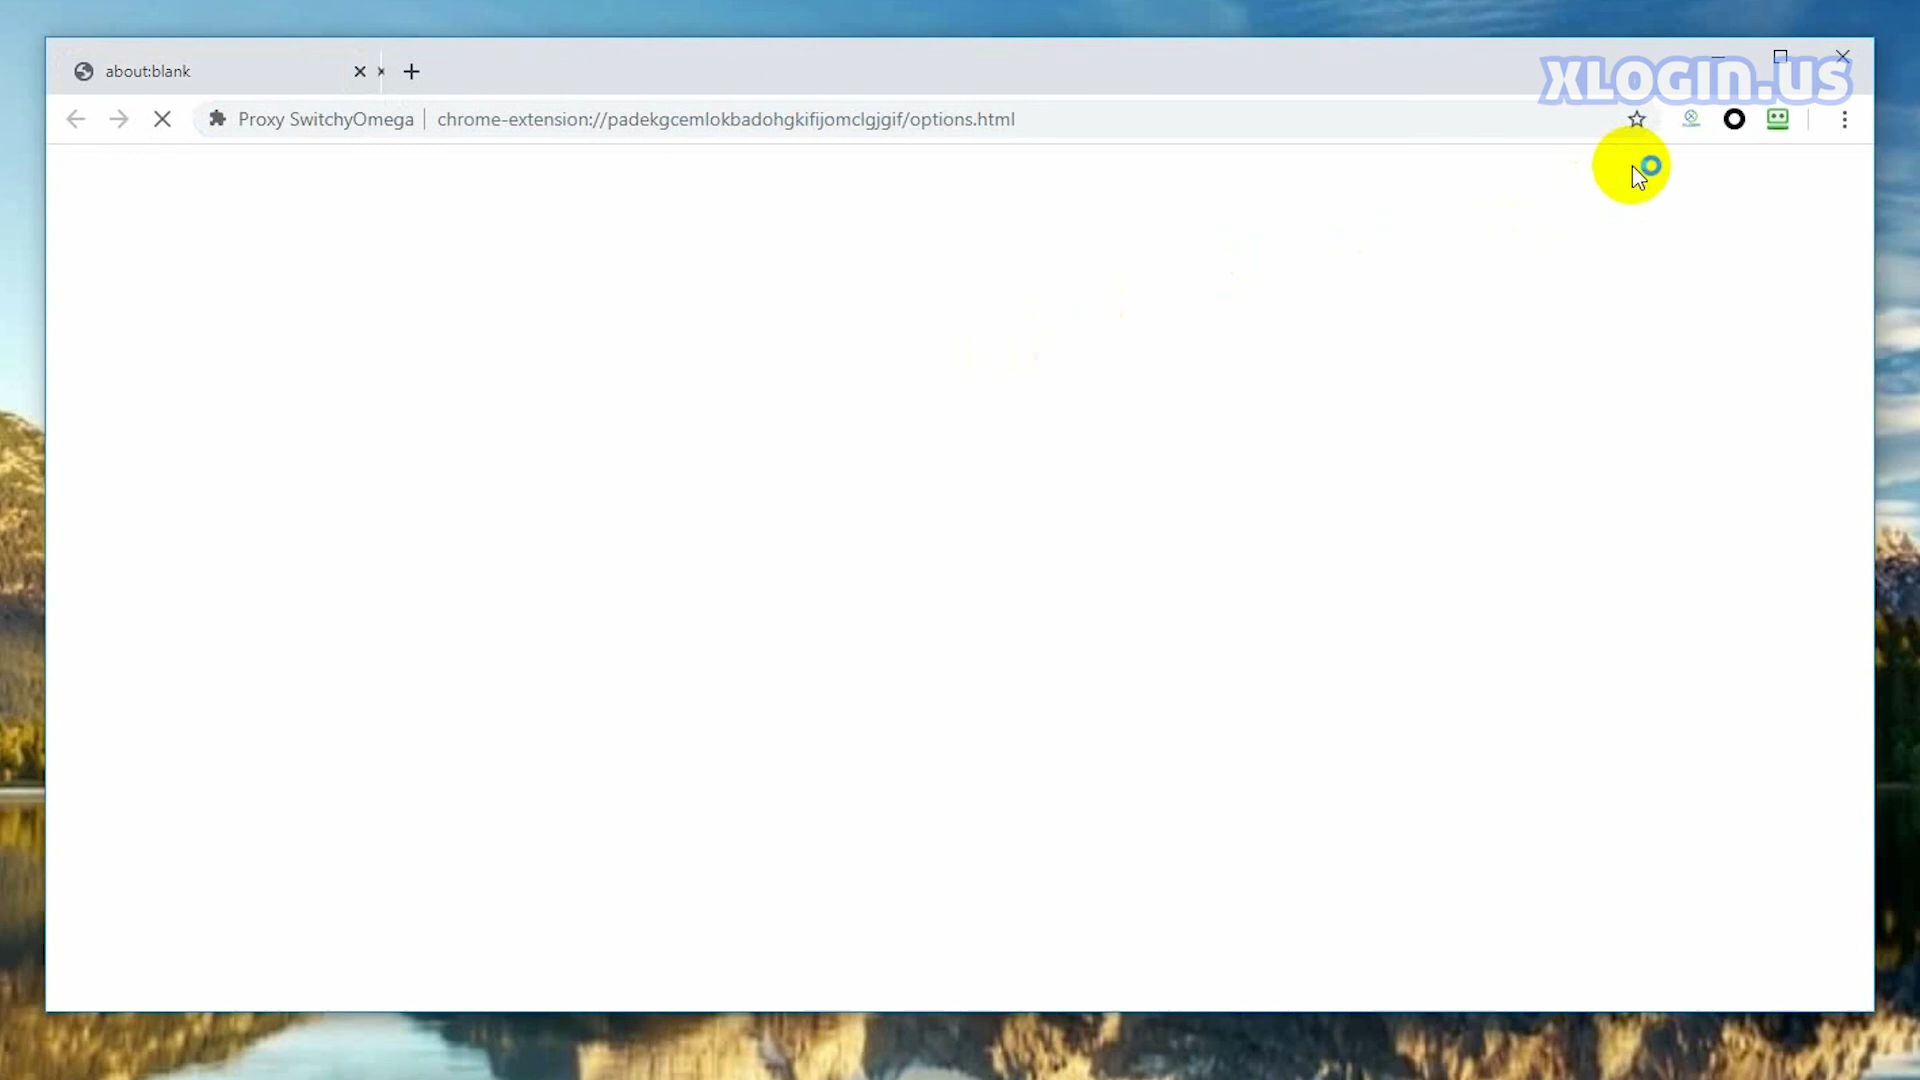 about:blank
XLOGIN.US
Proxy SwitchyOmega
chrome-extension://padekgcemlokbadohgkifijomclgjgif/options.html